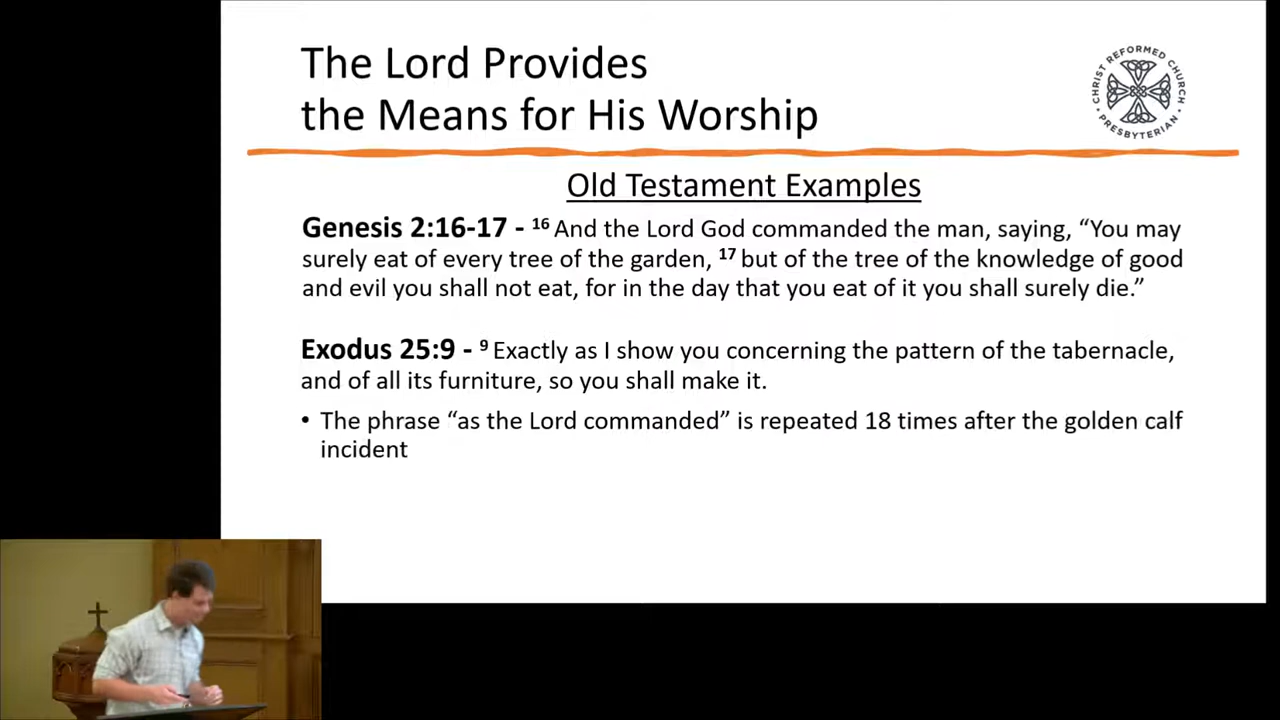 The Lord Provides
the Means for His Worship
CHRIST REFORMED CHURCH
• PRESBYTERIAN •
Old Testament Examples
Genesis 2:16-17 - 16 And the Lord God commanded the man, saying, “You may
surely eat of every tree of the garden, 17 but of the tree of the knowledge of good
and evil you shall not eat, for in the day that you eat of it you shall surely die.”
Exodus 25:9 - 9 Exactly as I show you concerning the pattern of the tabernacle,
and of all its furniture, so you shall make it.
• The phrase “as the Lord commanded” is repeated 18 times after the golden calf
incident